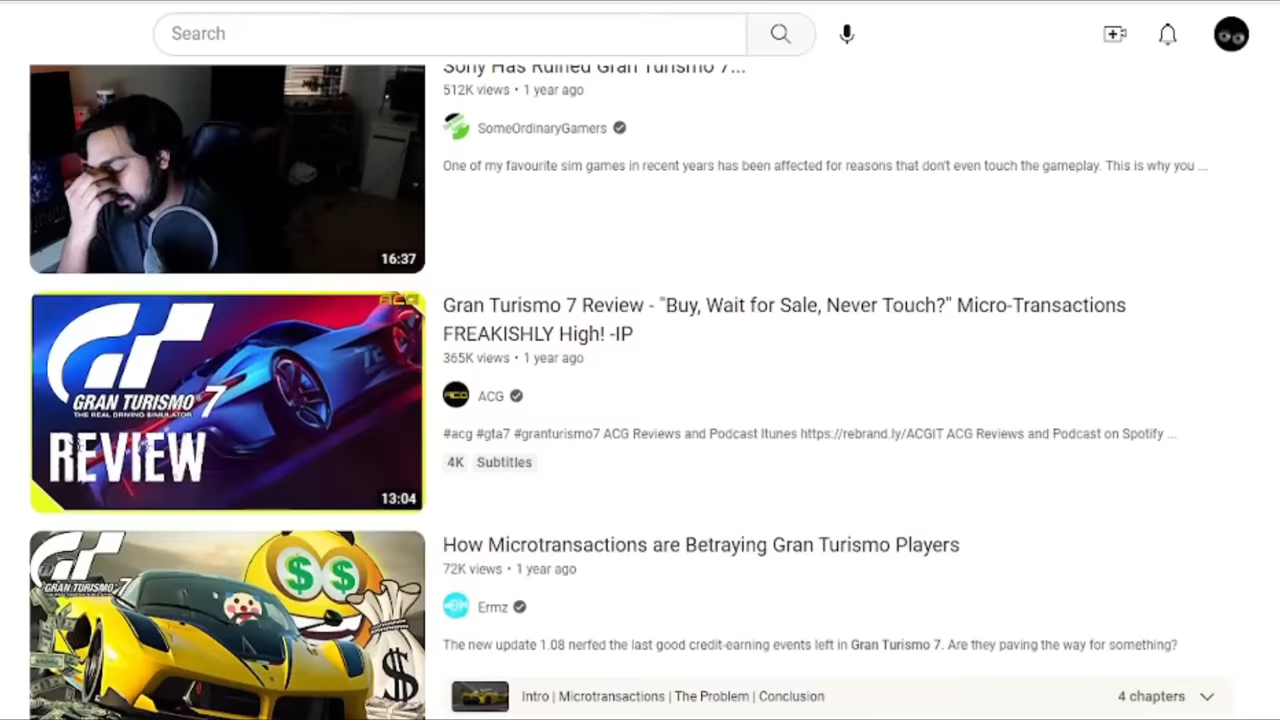 Search
Sony Has Ruined Gran Turismo 7...
512K views • 1 year ago
SomeOrdinaryGamers
One of my favourite sim games in recent years has been affected for reasons that don't even touch the gameplay. This is why you ...
16:37
ACG
GT
GRAN TURISMO 7
THE REAL DRIVING SIMULATOR
REVIEW
13:04
Gran Turismo 7 Review - "Buy, Wait for Sale, Never Touch?" Micro-Transactions
FREAKISHLY High! -IP
365K views • 1 year ago
ACG
ACG
#acg #gta7 #granturismo7 ACG Reviews and Podcast Itunes https://rebrand.ly/ACGIT ACG Reviews and Podcast on Spotify ...
4K Subtitles
GT
GRAN TURISMO 7
$ $
$
How Microtransactions are Betraying Gran Turismo Players
72K views • 1 year ago
Ermz
The new update 1.08 nerfed the last good credit-earning events left in Gran Turismo 7. Are they paving the way for something?
Intro | Microtransactions | The Problem | Conclusion
4 chapters